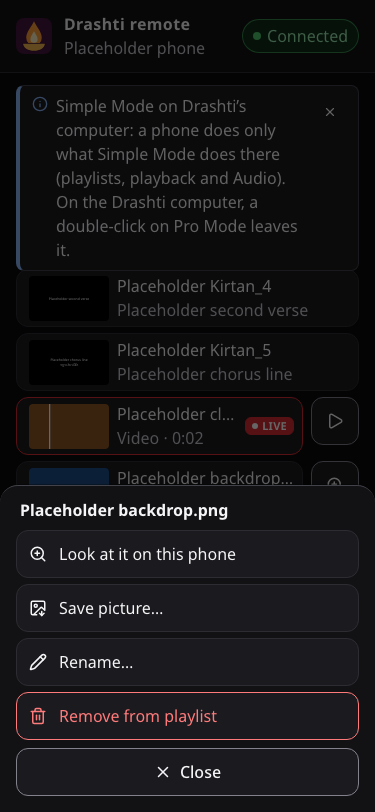 Drashti remote
Placeholder phone
Connected
Simple Mode on Drashti’s
computer: a phone does only
what Simple Mode does there
(playlists, playback and Audio).
On the Drashti computer, a
double-click on Pro Mode leaves
it.
Placeholder Kirtan_4
Placeholder second verse
Placeholder Kirtan_5
Placeholder chorus line
Placeholder cl...
Video · 0:02
LIVE
Placeholder backdrop...
Placeholder backdrop.png
Look at it on this phone
Save picture...
Rename...
Remove from playlist
Close